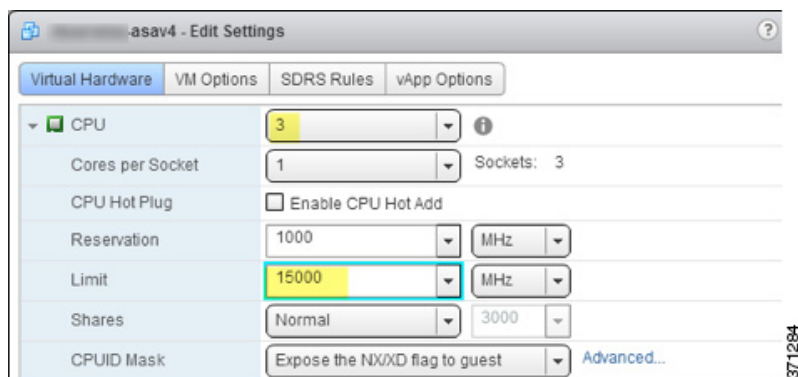 .asav4 - Edit Settings ?
Virtual Hardware VM Options SDRS Rules vApp Options
CPU 3 i
Cores per Socket 1 Sockets: 3
CPU Hot Plug Enable CPU Hot Add
Reservation 1000 MHz
Limit 15000 MHz
Shares Normal 3000
CPUID Mask Expose the NX/XD flag to guest Advanced...
371284